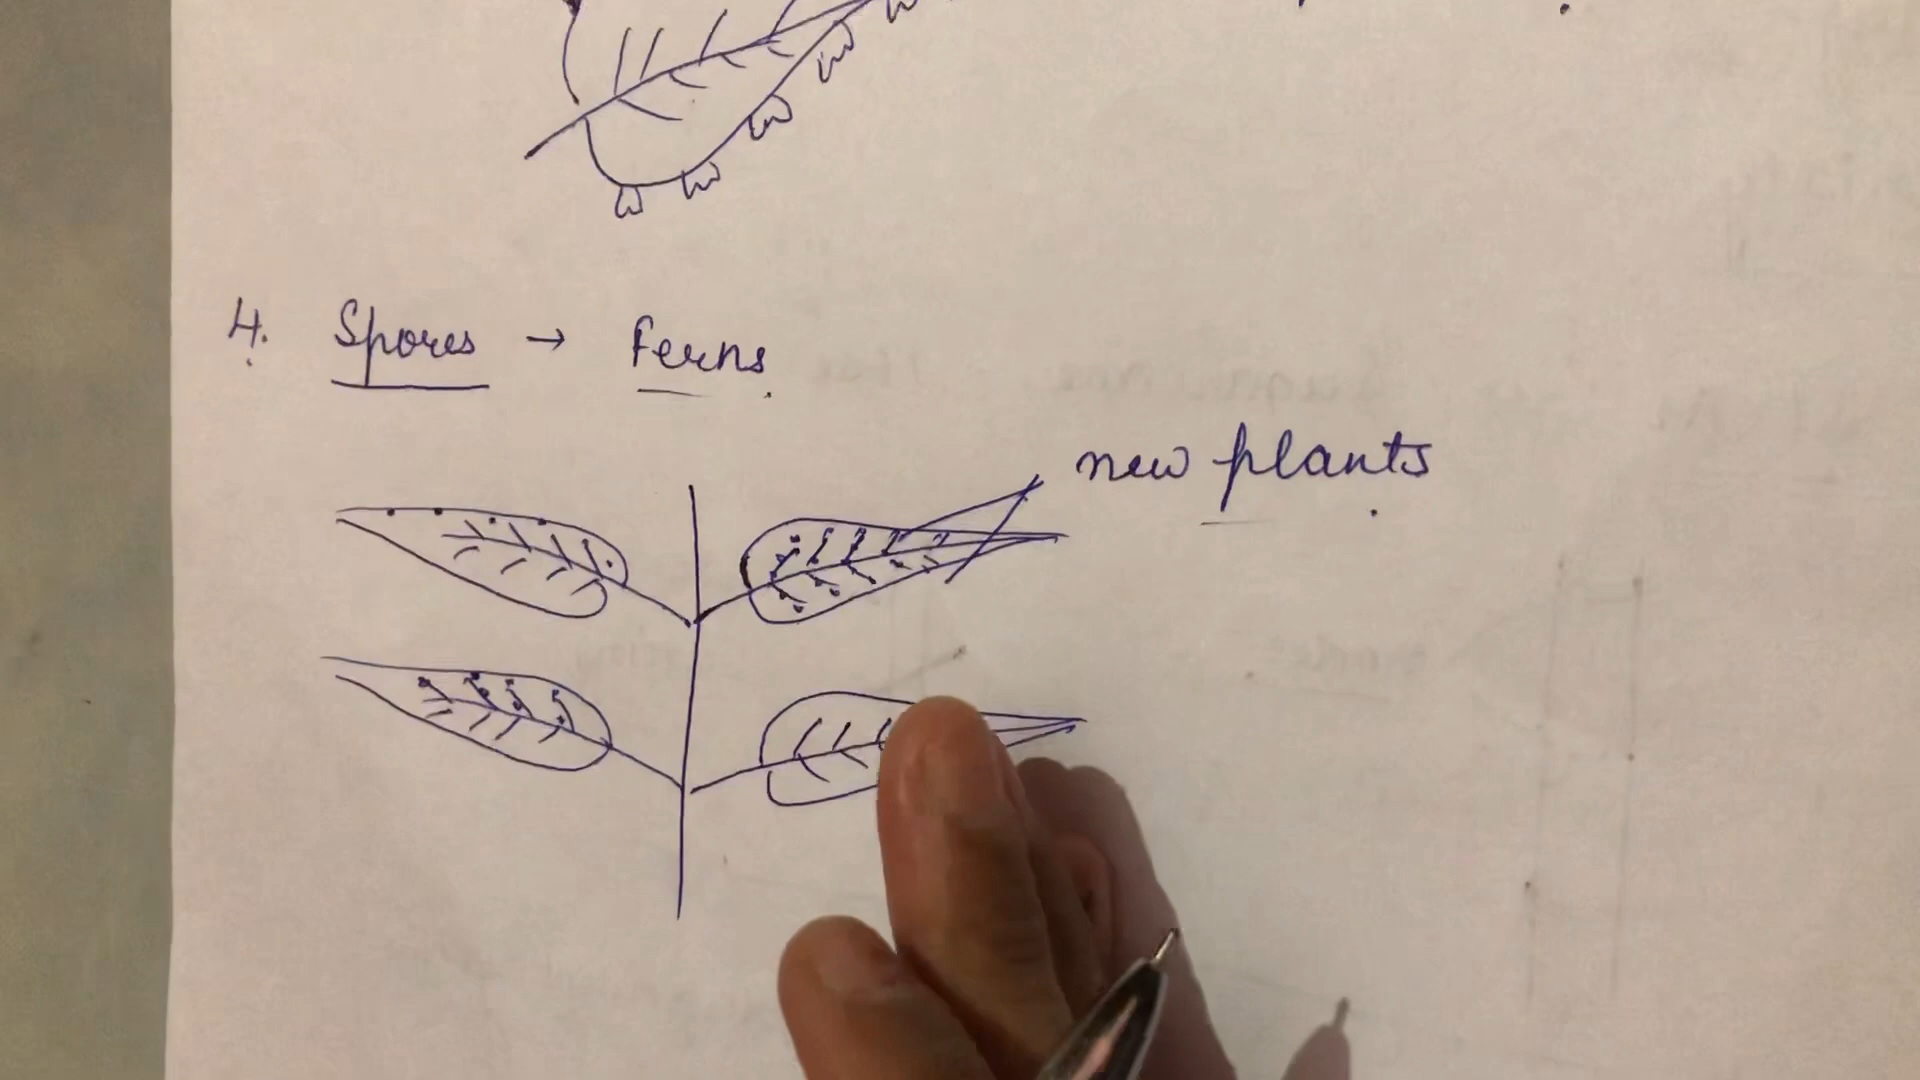 4. Spores → Ferns
new plants